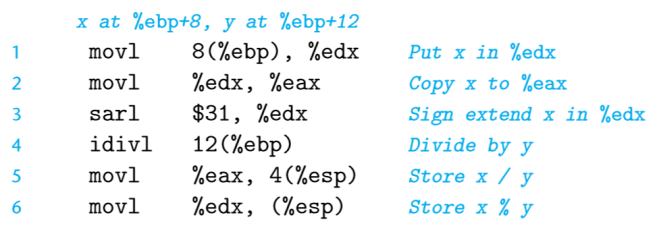 x at %ebp+8, y at %ebp+12
1 movl 8(%ebp), %edx Put x in %edx
2 movl %edx, %eax Copy x to %eax
3 sarl $31, %edx Sign extend x in %edx
4 idivl 12(%ebp) Divide by y
5 movl %eax, 4(%esp) Store x / y
6 movl %edx, (%esp) Store x % y